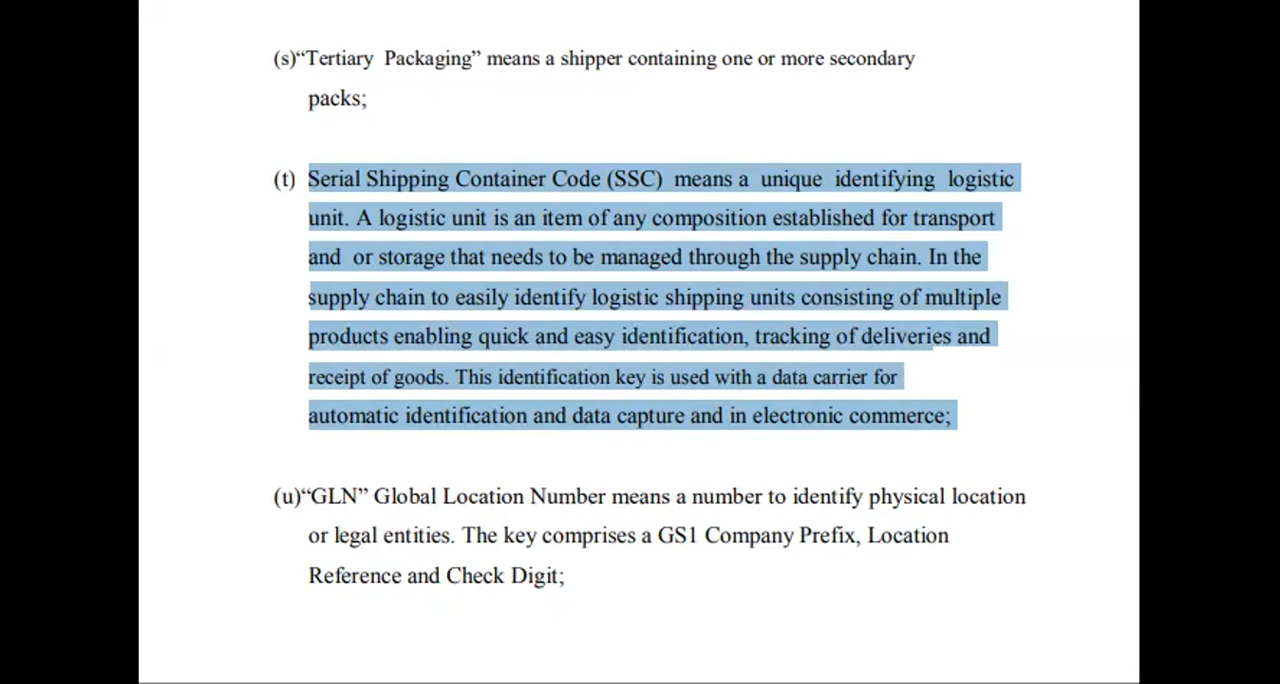 (s)“Tertiary Packaging” means a shipper containing one or more secondary
packs;
(t) Serial Shipping Container Code (SSC) means a unique identifying logistic
unit. A logistic unit is an item of any composition established for transport
and or storage that needs to be managed through the supply chain. In the
supply chain to easily identify logistic shipping units consisting of multiple
products enabling quick and easy identification, tracking of deliveries and
receipt of goods. This identification key is used with a data carrier for
automatic identification and data capture and in electronic commerce;
(u)“GLN” Global Location Number means a number to identify physical location
or legal entities. The key comprises a GS1 Company Prefix, Location
Reference and Check Digit;